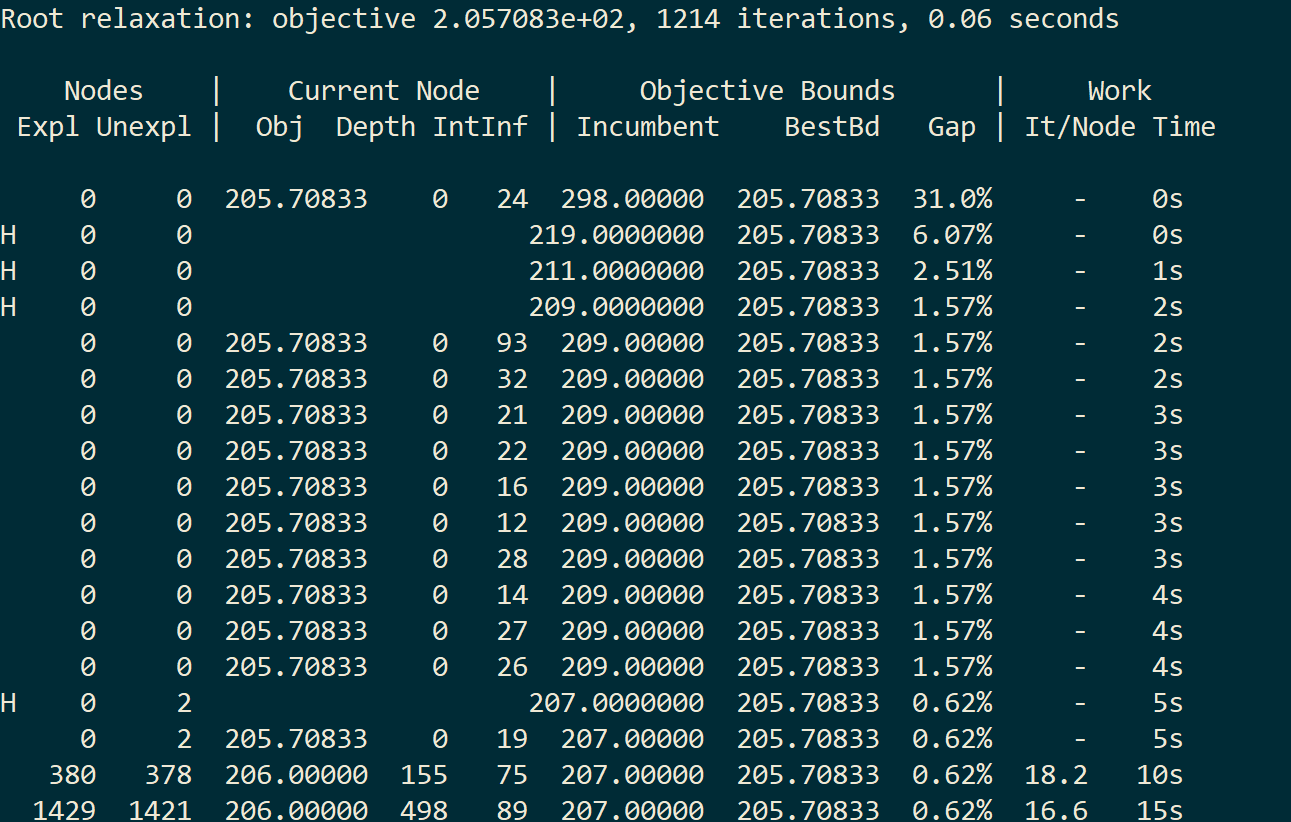 Root relaxation: objective 2.057083e+02, 1214 iterations, 0.06 seconds
    Nodes    |    Current Node    |     Objective Bounds      |     Work
 Expl Unexpl |  Obj  Depth IntInf | Incumbent    BestBd   Gap | It/Node Time
     0     0  205.70833    0   24  298.00000  205.70833  31.0%     -    0s
H    0     0                     219.0000000  205.70833  6.07%     -    0s
H    0     0                     211.0000000  205.70833  2.51%     -    1s
H    0     0                     209.0000000  205.70833  1.57%     -    2s
     0     0  205.70833    0   93  209.00000  205.70833  1.57%     -    2s
     0     0  205.70833    0   32  209.00000  205.70833  1.57%     -    2s
     0     0  205.70833    0   21  209.00000  205.70833  1.57%     -    3s
     0     0  205.70833    0   22  209.00000  205.70833  1.57%     -    3s
     0     0  205.70833    0   16  209.00000  205.70833  1.57%     -    3s
     0     0  205.70833    0   12  209.00000  205.70833  1.57%     -    3s
     0     0  205.70833    0   28  209.00000  205.70833  1.57%     -    3s
     0     0  205.70833    0   14  209.00000  205.70833  1.57%     -    4s
     0     0  205.70833    0   27  209.00000  205.70833  1.57%     -    4s
     0     0  205.70833    0   26  209.00000  205.70833  1.57%     -    4s
H    0     2                     207.0000000  205.70833  0.62%     -    5s
     0     2  205.70833    0   19  207.00000  205.70833  0.62%     -    5s
   380   378  206.00000  155   75  207.00000  205.70833  0.62%  18.2   10s
  1429  1421  206.00000  498   89  207.00000  205.70833  0.62%  16.6   15s